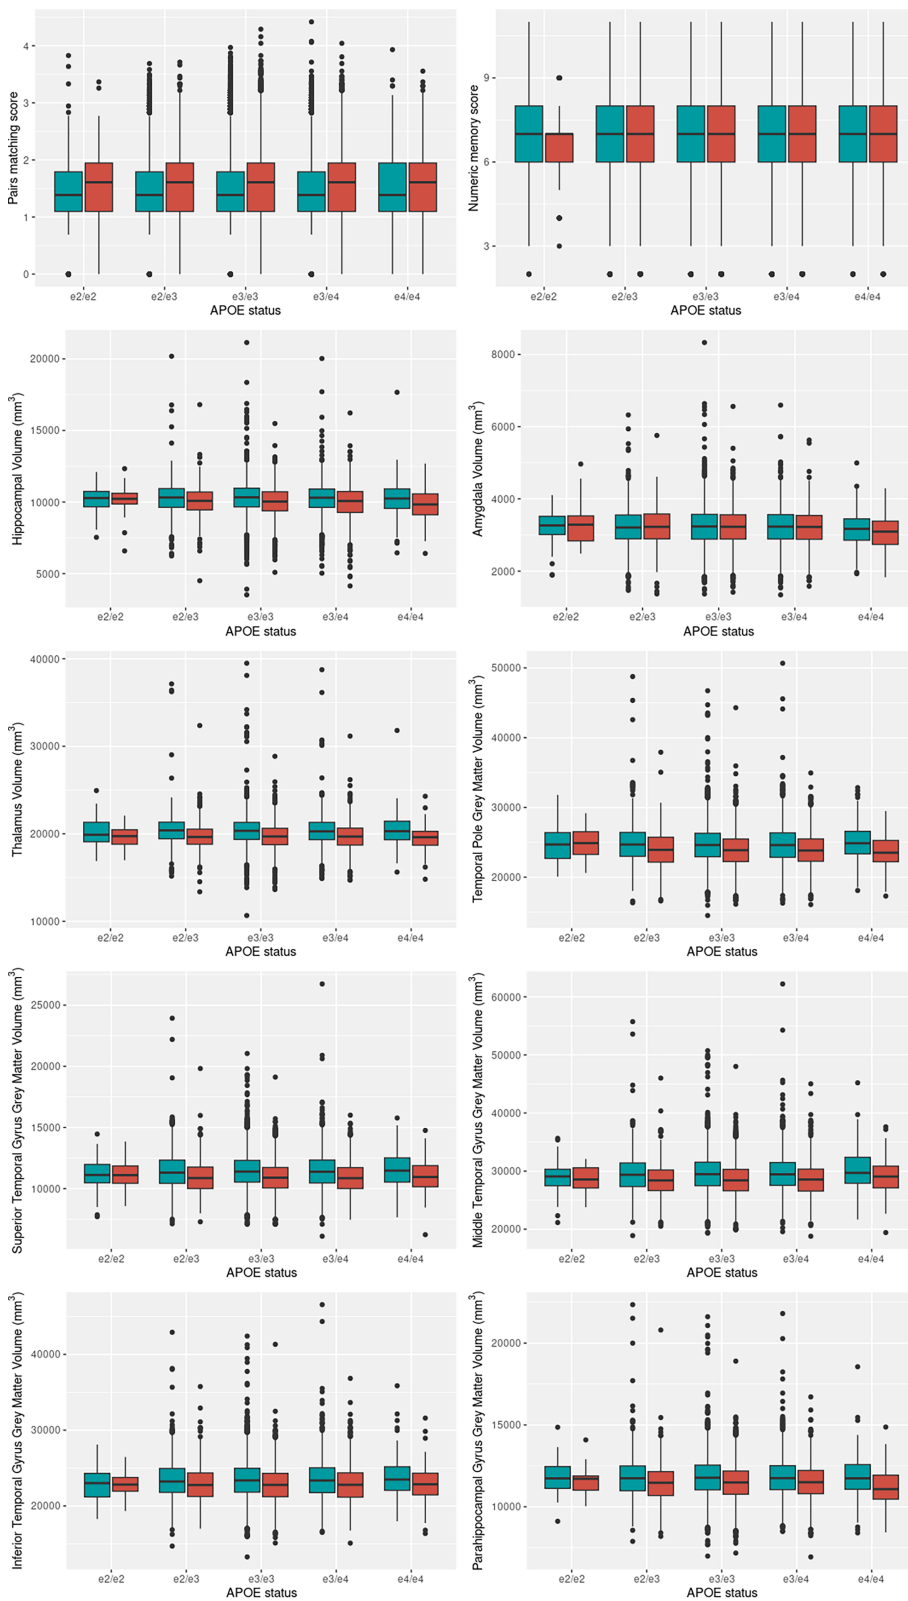 Pairs matching score
4
3
2
1
0
e2/e2 e2/e3 e3/e3 e3/e4 e4/e4
APOE status
Numeric memory score
9
6
3
e2/e2 e2/e3 e3/e3 e3/e4 e4/e4
APOE status
Hippocampal Volume (mm³)
20000
15000
10000
5000
e2/e2 e2/e3 e3/e3 e3/e4 e4/e4
APOE status
Amygdala Volume (mm³)
8000
6000
4000
2000
e2/e2 e2/e3 e3/e3 e3/e4 e4/e4
APOE status
Thalamus Volume (mm³)
40000
30000
20000
10000
e2/e2 e2/e3 e3/e3 e3/e4 e4/e4
APOE status
Temporal Pole Grey Matter Volume (mm³)
50000
40000
30000
20000
e2/e2 e2/e3 e3/e3 e3/e4 e4/e4
APOE status
Superior Temporal Gyrus Grey Matter Volume (mm³)
25000
20000
15000
10000
e2/e2 e2/e3 e3/e3 e3/e4 e4/e4
APOE status
Middle Temporal Gyrus Grey Matter Volume (mm³)
60000
50000
40000
30000
20000
e2/e2 e2/e3 e3/e3 e3/e4 e4/e4
APOE status
Inferior Temporal Gyrus Grey Matter Volume (mm³)
40000
30000
20000
e2/e2 e2/e3 e3/e3 e3/e4 e4/e4
APOE status
Parahippocampal Gyrus Grey Matter Volume (mm³)
20000
15000
10000
e2/e2 e2/e3 e3/e3 e3/e4 e4/e4
APOE status